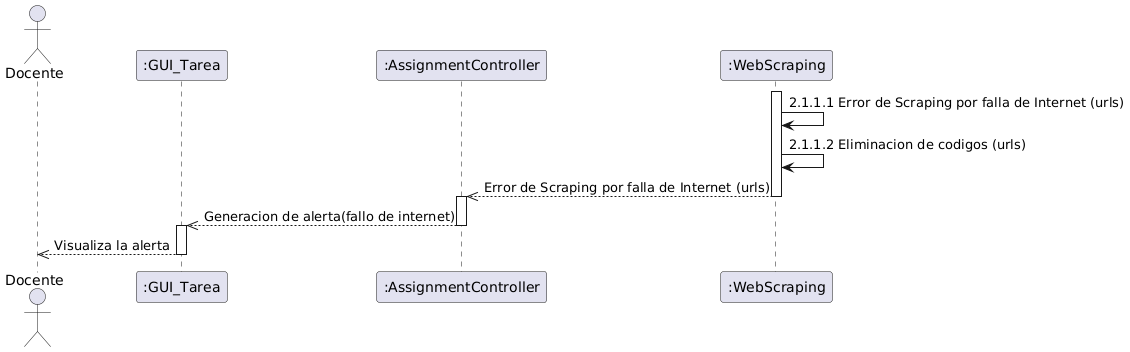 Docente
:GUI_Tarea
:AssignmentController
:WebScraping
2.1.1.1 Error de Scraping por falla de Internet (urls)
2.1.1.2 Eliminacion de codigos (urls)
Error de Scraping por falla de Internet (urls)
Generacion de alerta(fallo de internet)
Visualiza la alerta
Docente
:GUI_Tarea
:AssignmentController
:WebScraping